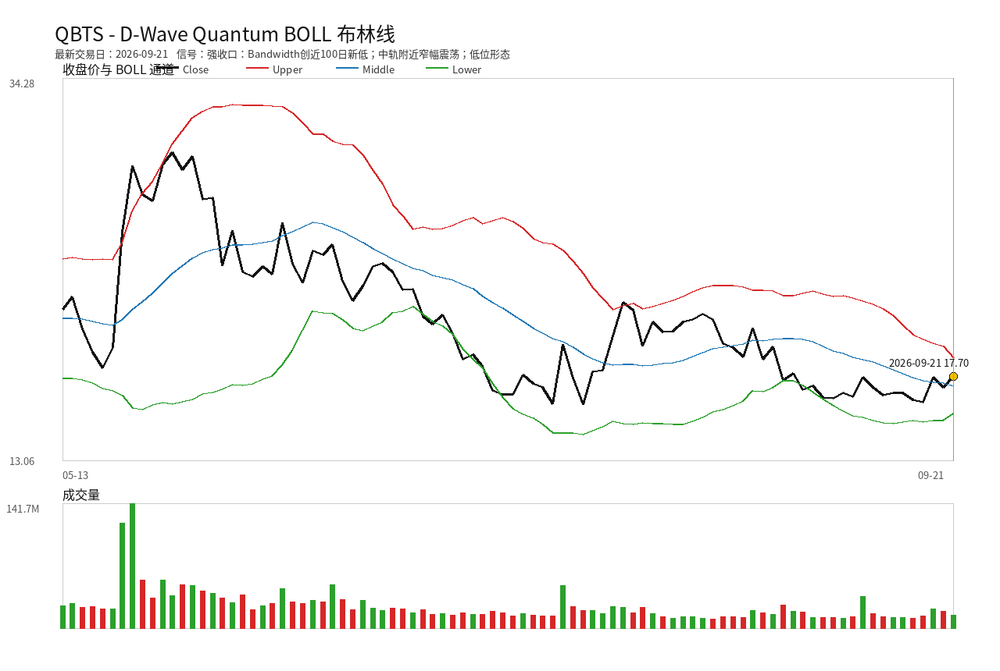 QBTS - D-Wave Quantum BOLL 布林线
最新交易日：2026-09-21 信号：强收口：Bandwidth创近100日新低；中轨附近窄幅震荡；低位形态
收盘价与 BOLL 通道 Close Upper Middle Lower
34.28
2026-09-21 17.70
13.06
05-13 09-21
成交量
141.7M